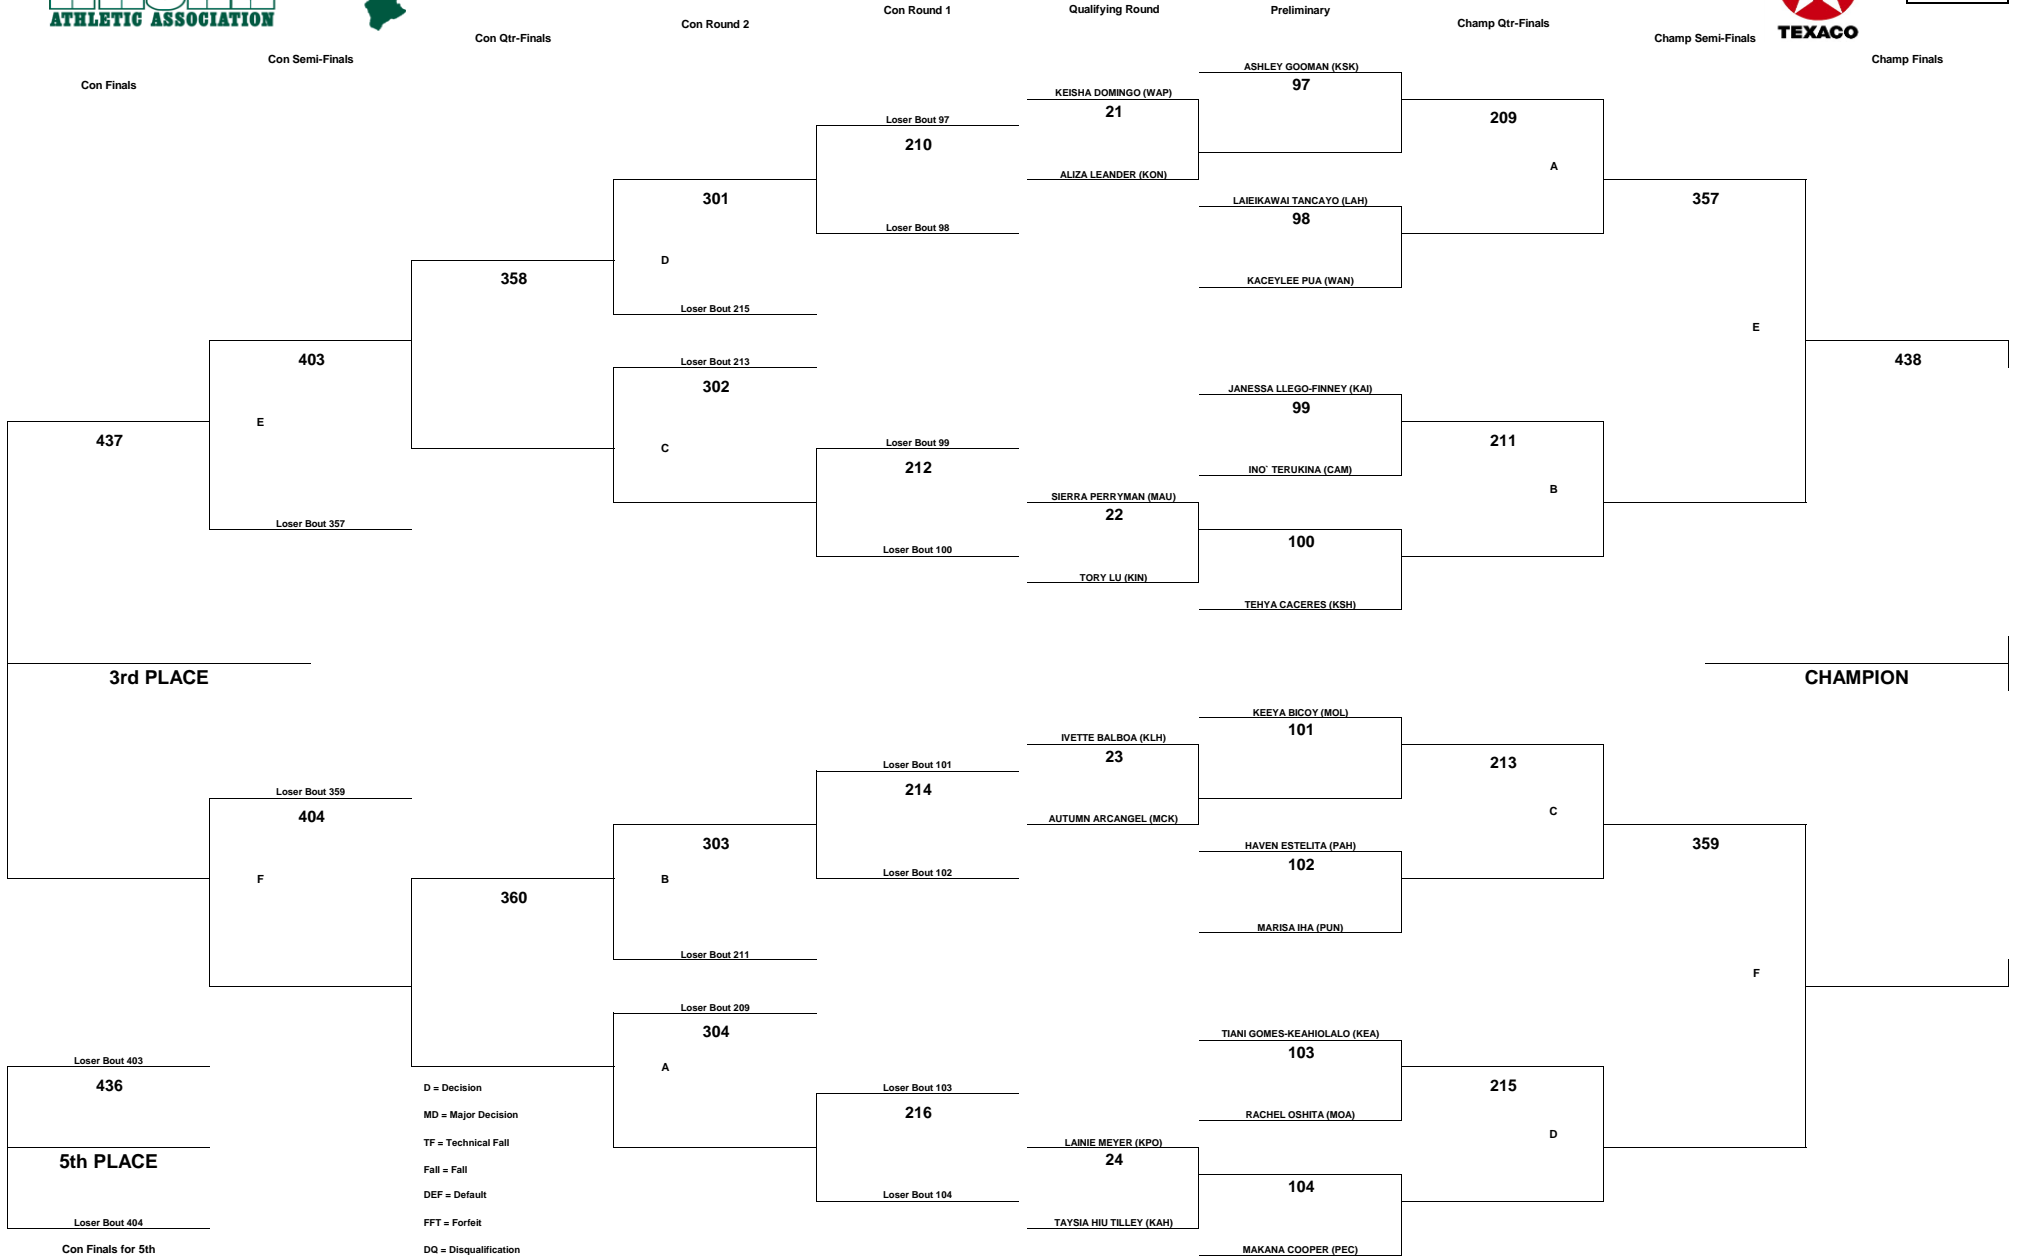 ATHLETIC ASSOCIATION
TEXACO
Con Finals
Con Semi-Finals
Con Qtr-Finals
Con Round 2
Con Round 1
Qualifying Round
Preliminary
Champ Qtr-Finals
Champ Semi-Finals
Champ Finals
ASHLEY GOOMAN (KSK)
97
KEISHA DOMINGO (WAP)
21
ALIZA LEANDER (KON)
LAIEIKAWAI TANCAYO (LAH)
98
KACEYLEE PUA (WAN)
209
A
357
E
438
Loser Bout 97
210
Loser Bout 98
301
D
Loser Bout 215
358
Loser Bout 213
302
C
403
E
Loser Bout 357
437
Loser Bout 99
212
Loser Bout 100
JANESSA LLEGO-FINNEY (KAI)
99
INO` TERUKINA (CAM)
211
B
SIERRA PERRYMAN (MAU)
22
TORY LU (KIN)
100
TEHYA CACERES (KSH)
3rd PLACE
CHAMPION
KEEYA BICOY (MOL)
101
IVETTE BALBOA (KLH)
23
AUTUMN ARCANGEL (MCK)
HAVEN ESTELITA (PAH)
102
MARISA IHA (PUN)
213
C
359
F
Loser Bout 101
214
Loser Bout 102
303
B
Loser Bout 211
Loser Bout 359
404
F
360
Loser Bout 209
304
A
Loser Bout 103
216
Loser Bout 104
TIANI GOMES-KEAHIOLALO (KEA)
103
RACHEL OSHITA (MOA)
215
D
LAINIE MEYER (KPO)
24
TAYSIA HIU TILLEY (KAH)
104
MAKANA COOPER (PEC)
Loser Bout 403
436
5th PLACE
Loser Bout 404
Con Finals for 5th
D = Decision
MD = Major Decision
TF = Technical Fall
Fall = Fall
DEF = Default
FFT = Forfeit
DQ = Disqualification